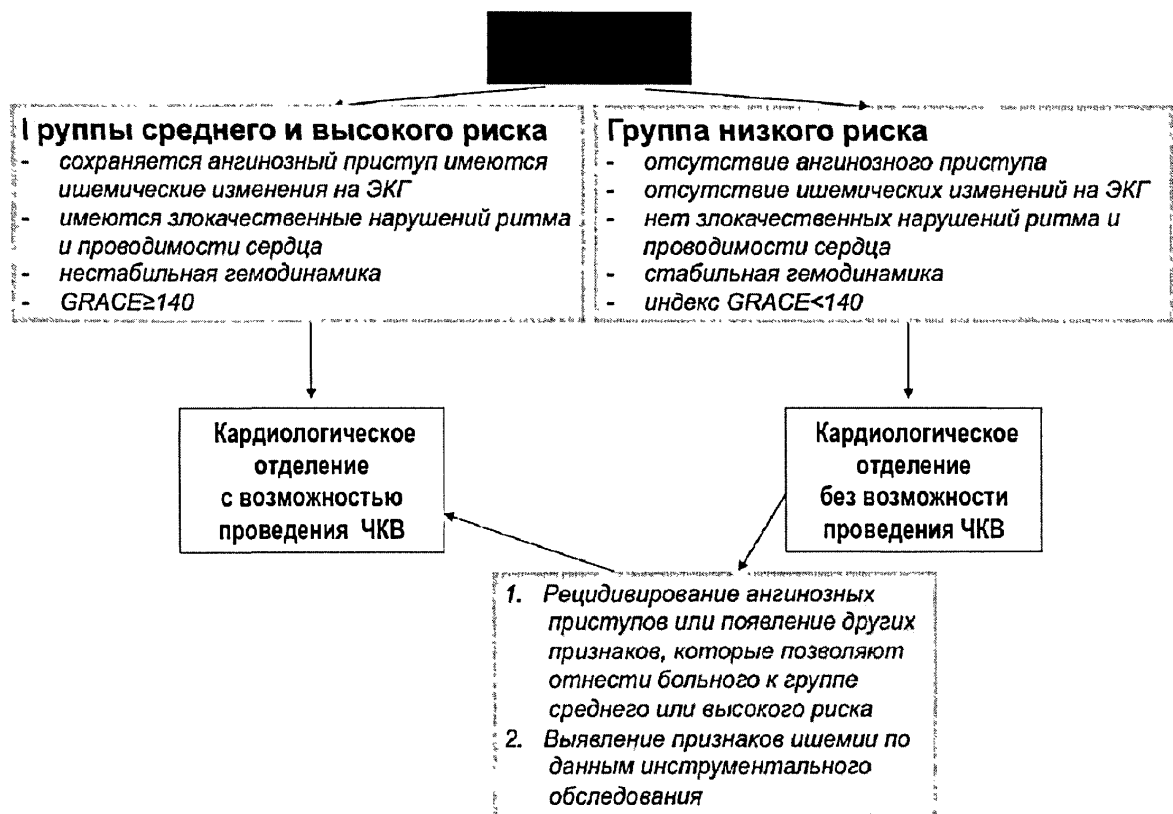 Группы среднего и высокого риска
- сохраняется ангинозный приступ имеются
ишемические изменения на ЭКГ
- имеются злокачественные нарушений ритма
и проводимости сердца
- нестабильная гемодинамика
- GRACE≥140
Группа низкого риска
- отсутствие ангинозного приступа
- отсутствие ишемических изменений на ЭКГ
- нет злокачественных нарушений ритма и
проводимости сердца
- стабильная гемодинамика
- индекс GRACE<140
Кардиологическое
отделение
с возможностью
проведения ЧКВ
Кардиологическое
отделение
без возможности
проведения ЧКВ
1. Рецидивирование ангинозных
приступов или появление других
признаков, которые позволяют
отнести больного к группе
среднего или высокого риска
2. Выявление признаков ишемии по
данным инструментального
обследования